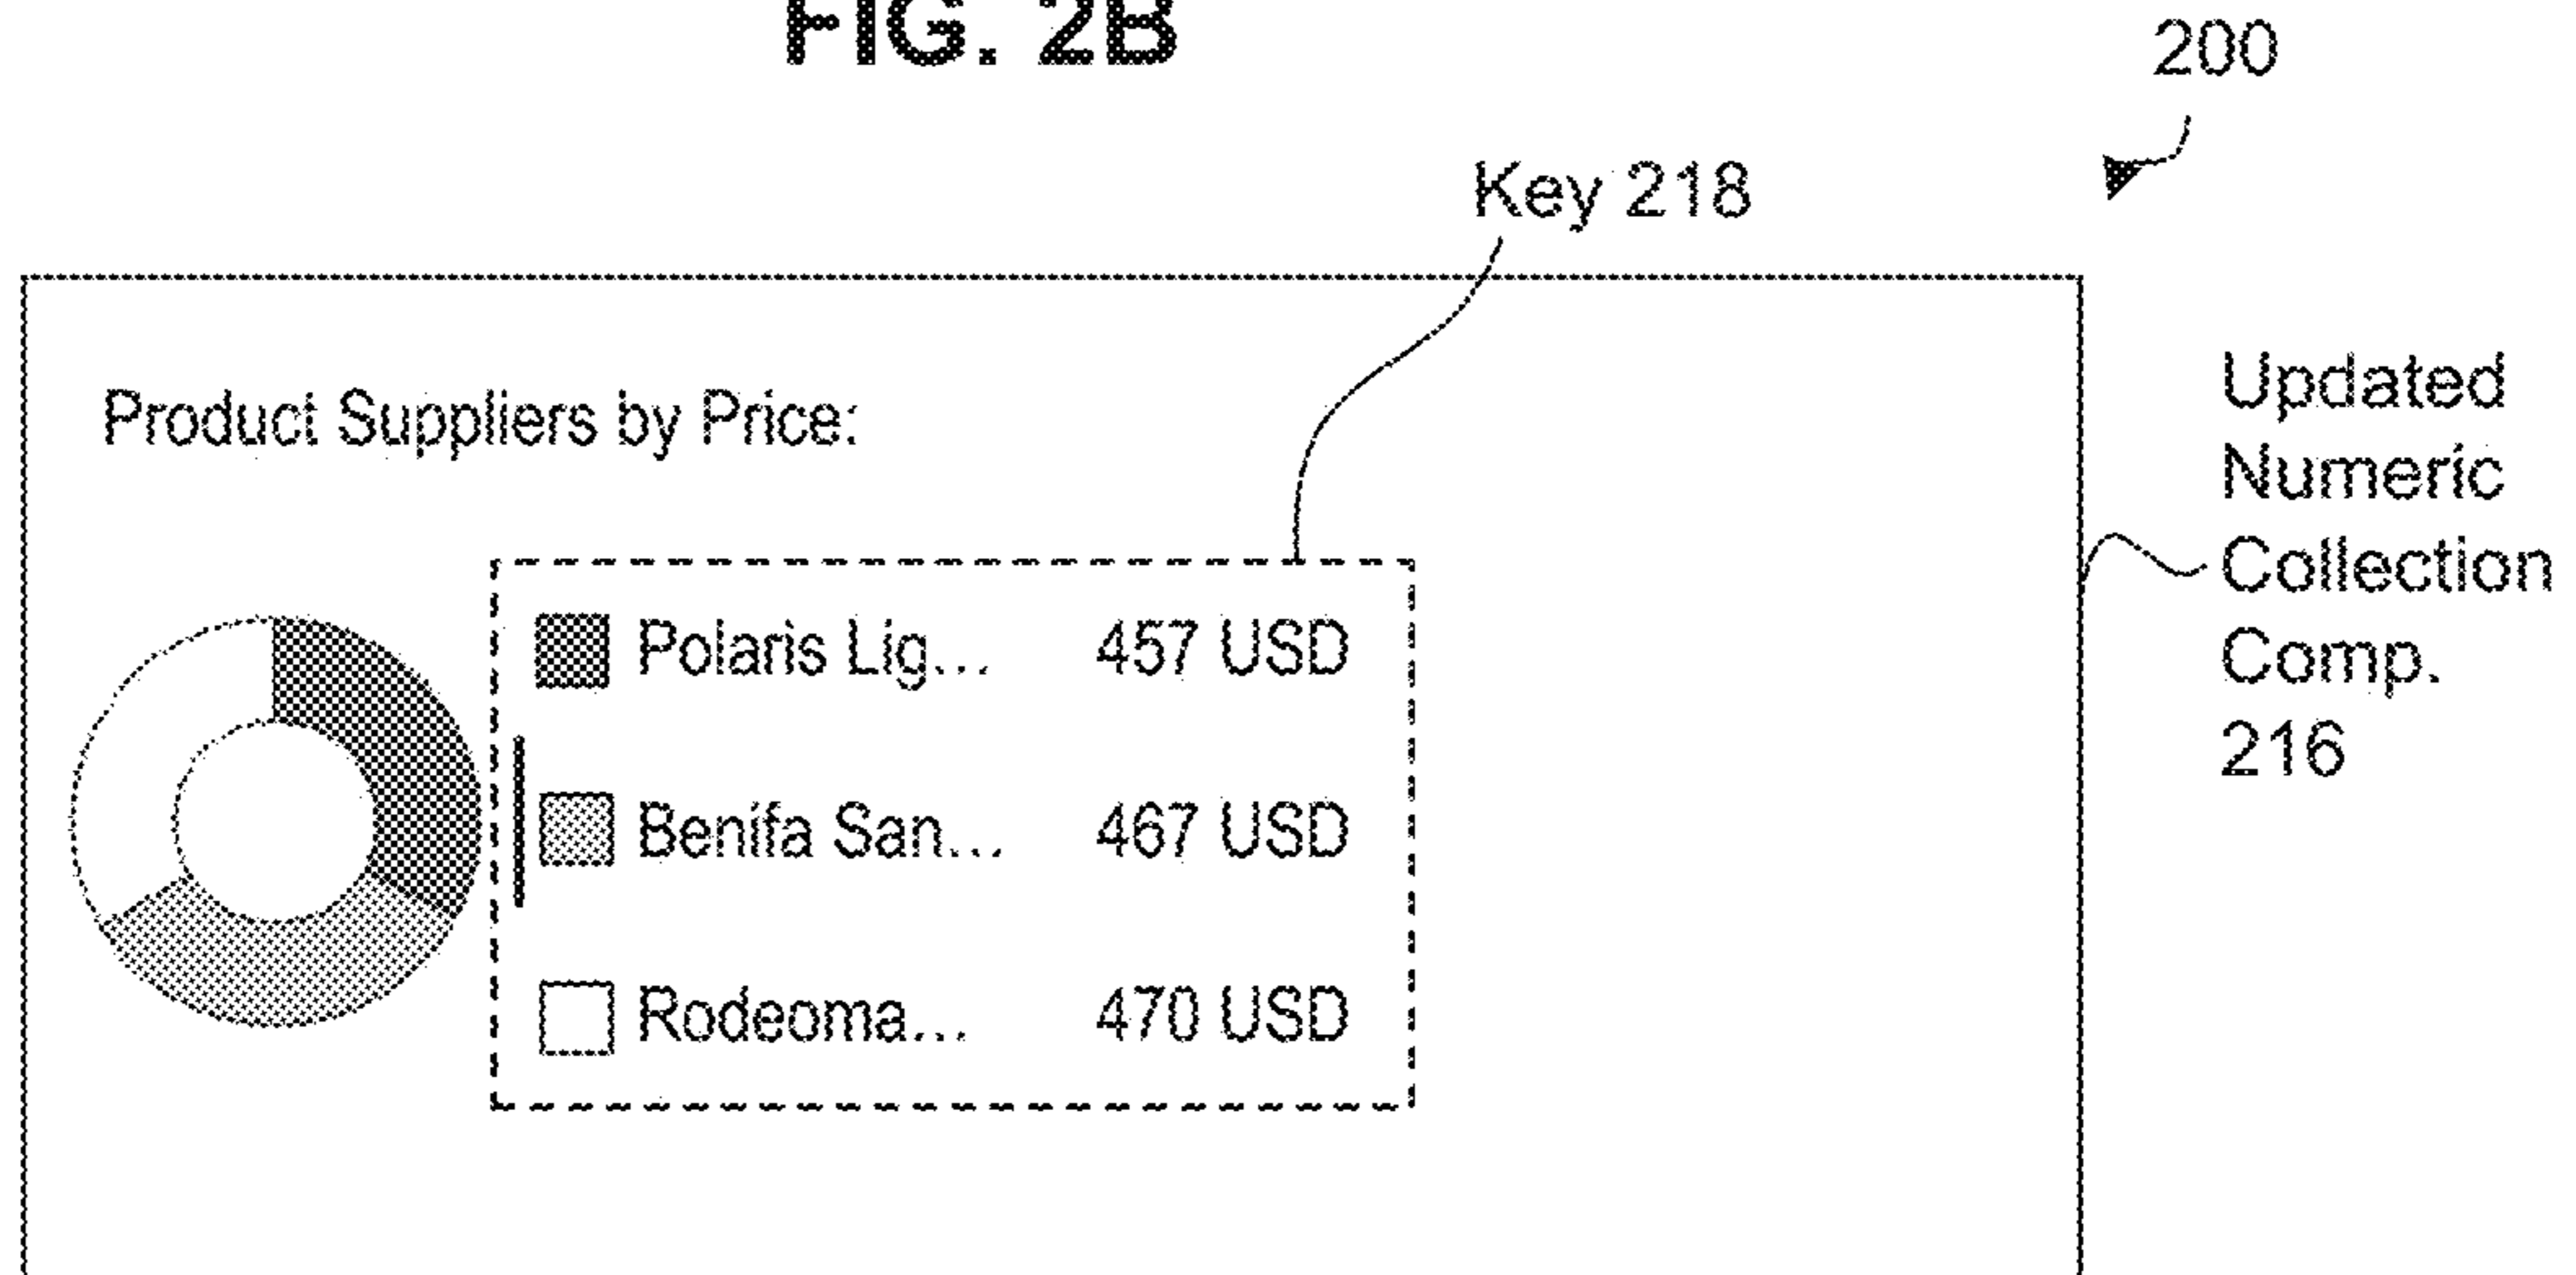 FIG. 2B
200
Key 218
Product Suppliers by Price:
Polaris Lig... 457 USD
Benifa San... 467 USD
Rodeoma... 470 USD
Updated
Numeric
Collection
Comp.
216